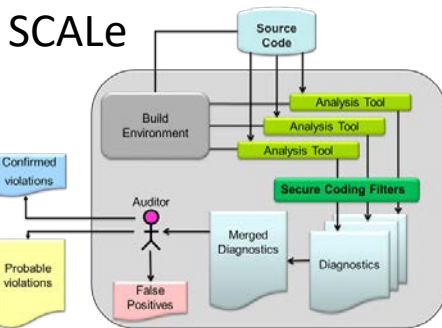 SCALe
Source
Code
Build
Environment
Analysis Tool
Analysis Tool
Analysis Tool
Secure Coding Filters
Confirmed
violations
Auditor
Merged
Diagnostics
Diagnostics
Probable
violations
False
Positives